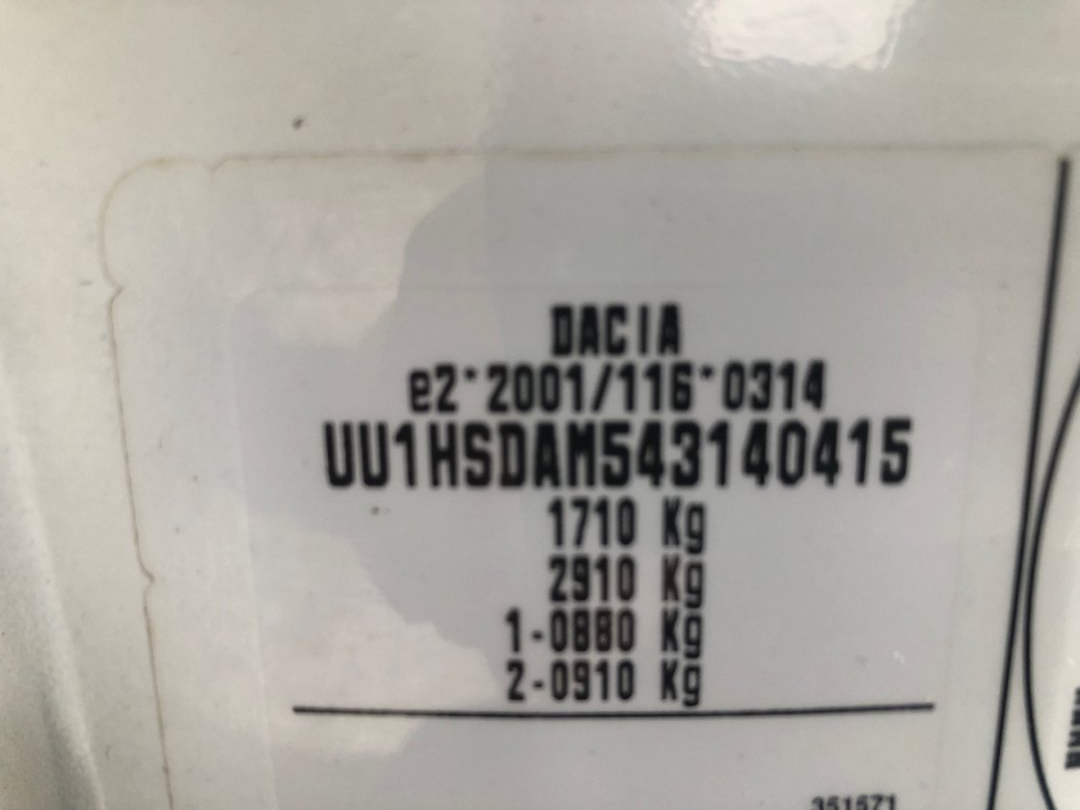 DACIA
e2*2001/116*0314
UU1HSDAM543140415
1710 Kg
2910 Kg
1-0880 Kg
2-0910 Kg
351571